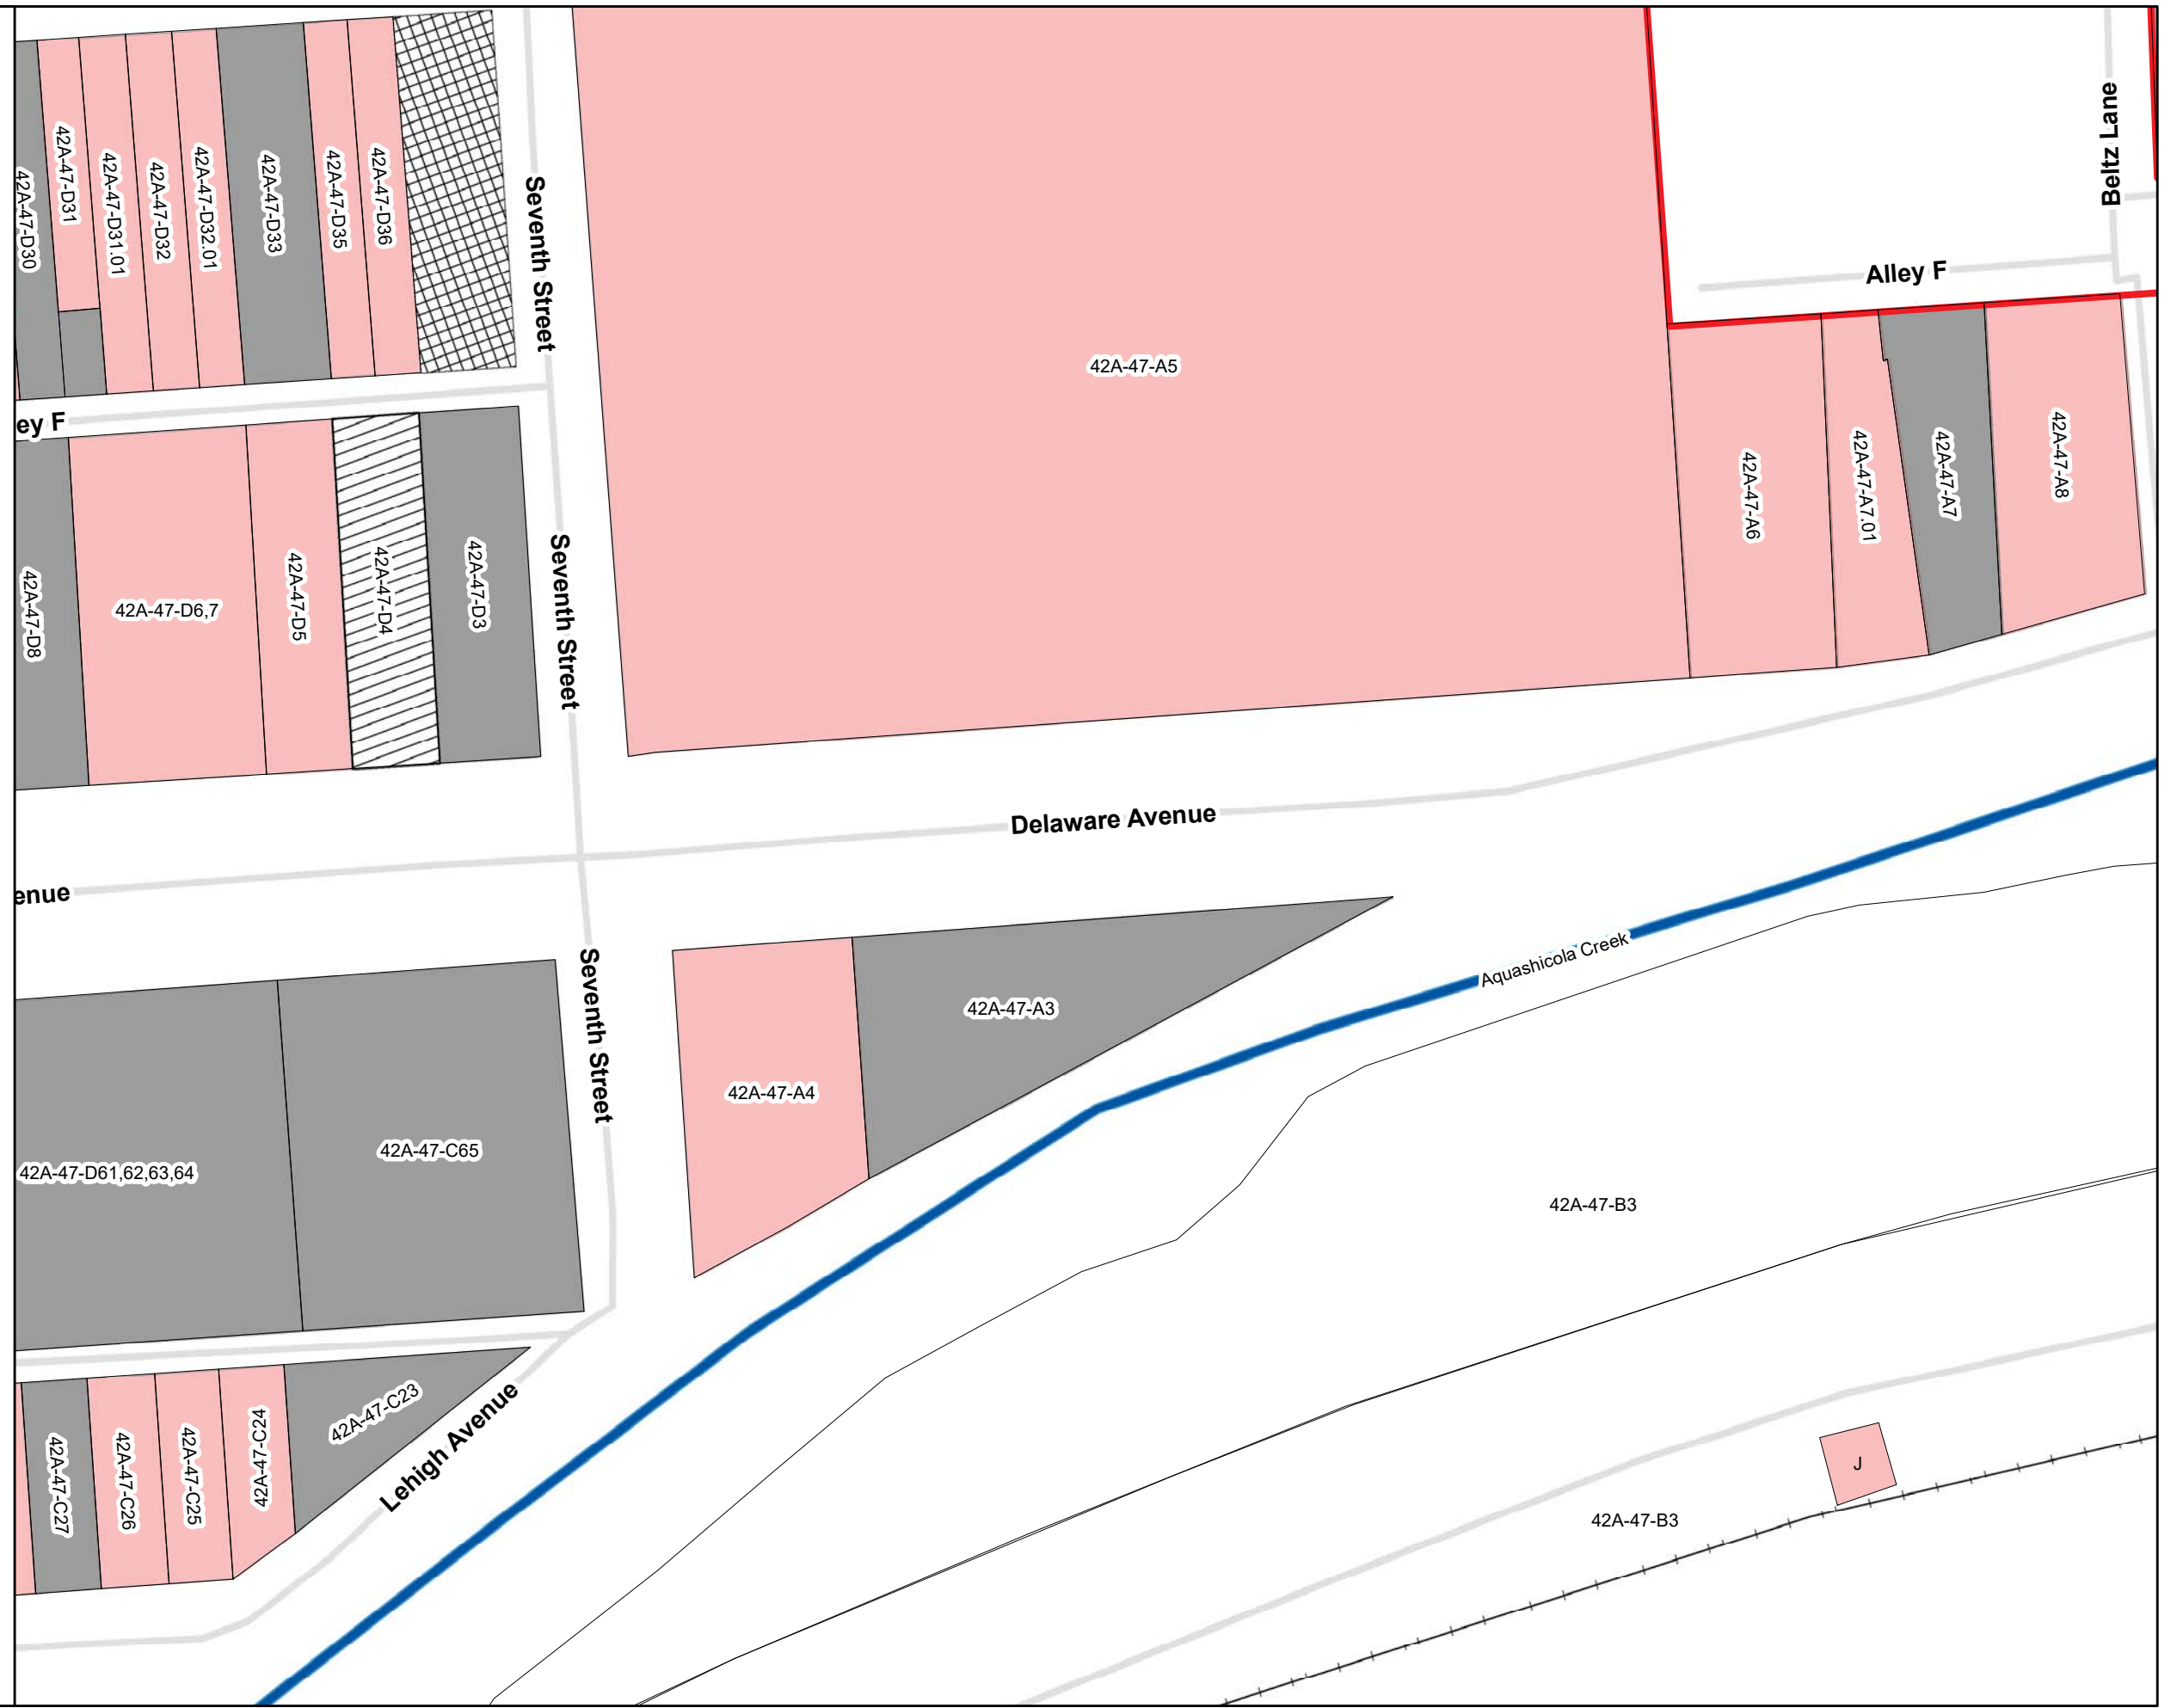 42A-47-D30
42A-47-D31
42A-47-D31.01
42A-47-D32
42A-47-D32.01
42A-47-D33
42A-47-D35
42A-47-D36
Seventh Street
42A-47-A5
Beltz Lane
Alley F
ey F
42A-47-D8
42A-47-D6,7
42A-47-D5
42A-47-D4
42A-47-D3
Seventh Street
42A-47-A6
42A-47-A7.01
42A-47-A7
42A-47-A8
Delaware Avenue
enue
Seventh Street
Aquashicola Creek
42A-47-A3
42A-47-A4
42A-47-D61,62,63,64
42A-47-C65
42A-47-B3
42A-47-C27
42A-47-C26
42A-47-C25
42A-47-C24
42A-47-C23
Lehigh Avenue
J
42A-47-B3